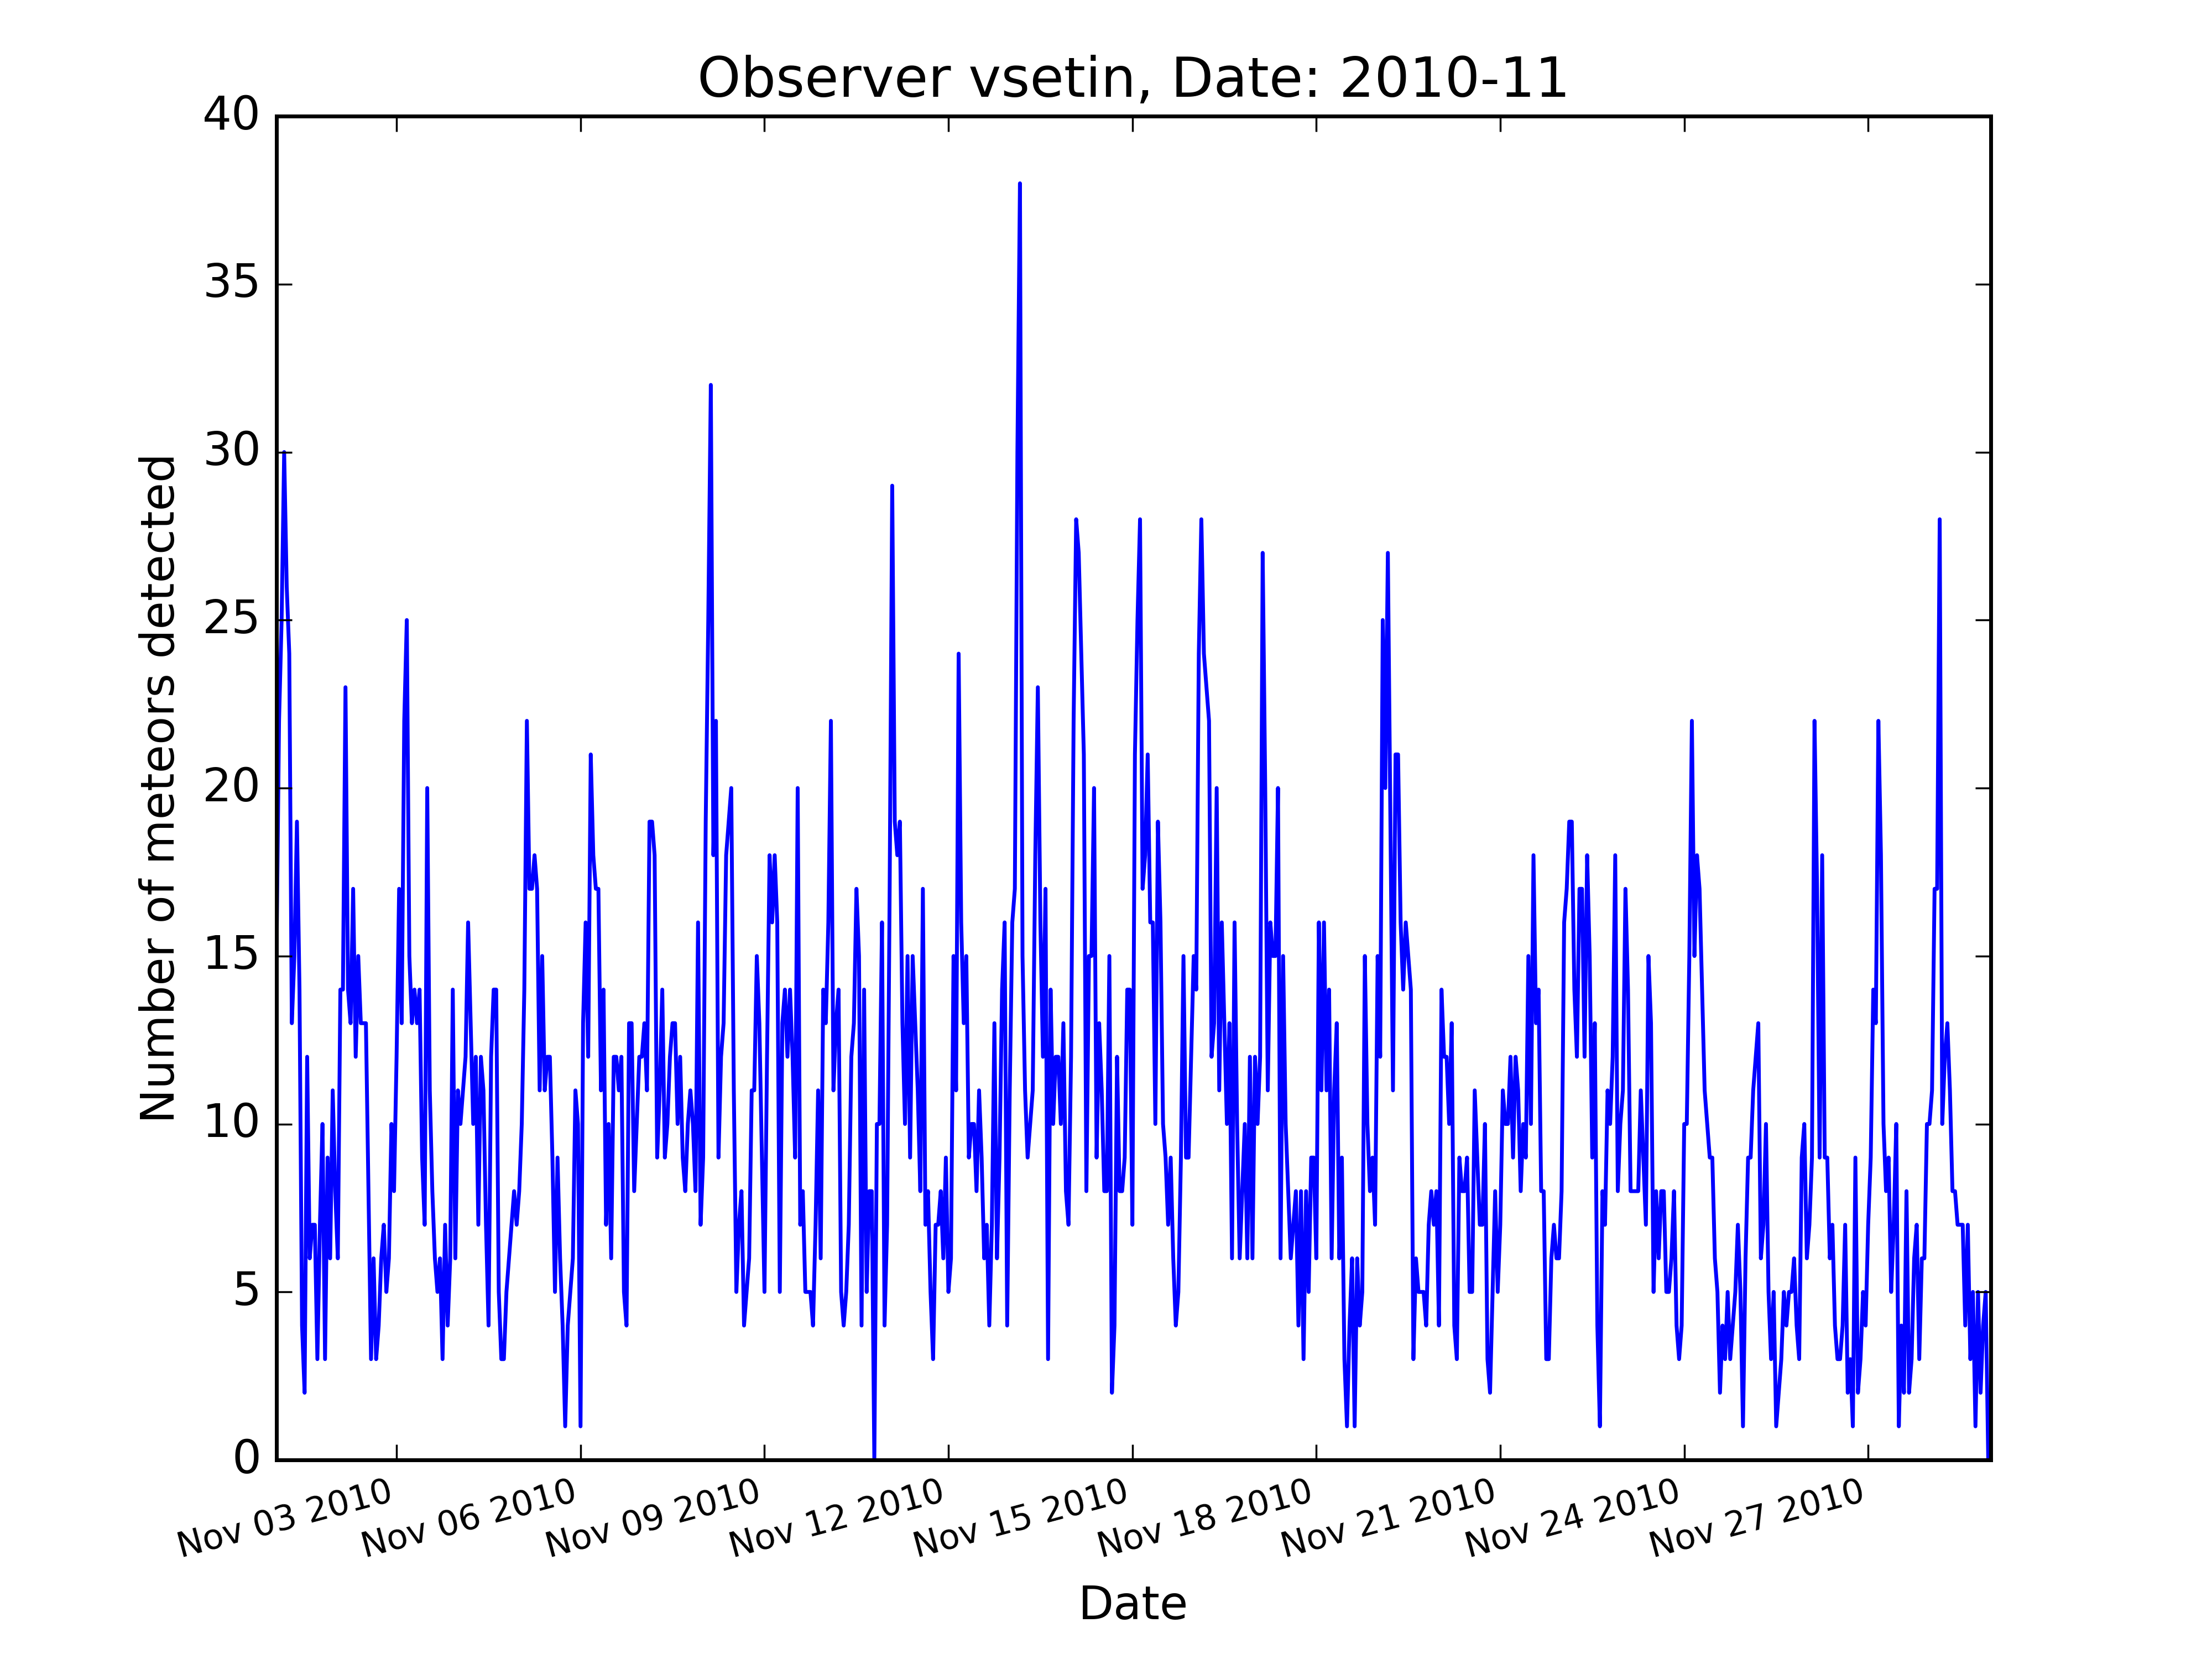 Observer vsetin, Date: 2010-11
40
35
30
25
20
15
10
5
0
Number of meteors detected
Nov 03 2010
Nov 06 2010
Nov 09 2010
Nov 12 2010
Nov 15 2010
Nov 18 2010
Nov 21 2010
Nov 24 2010
Nov 27 2010
Date